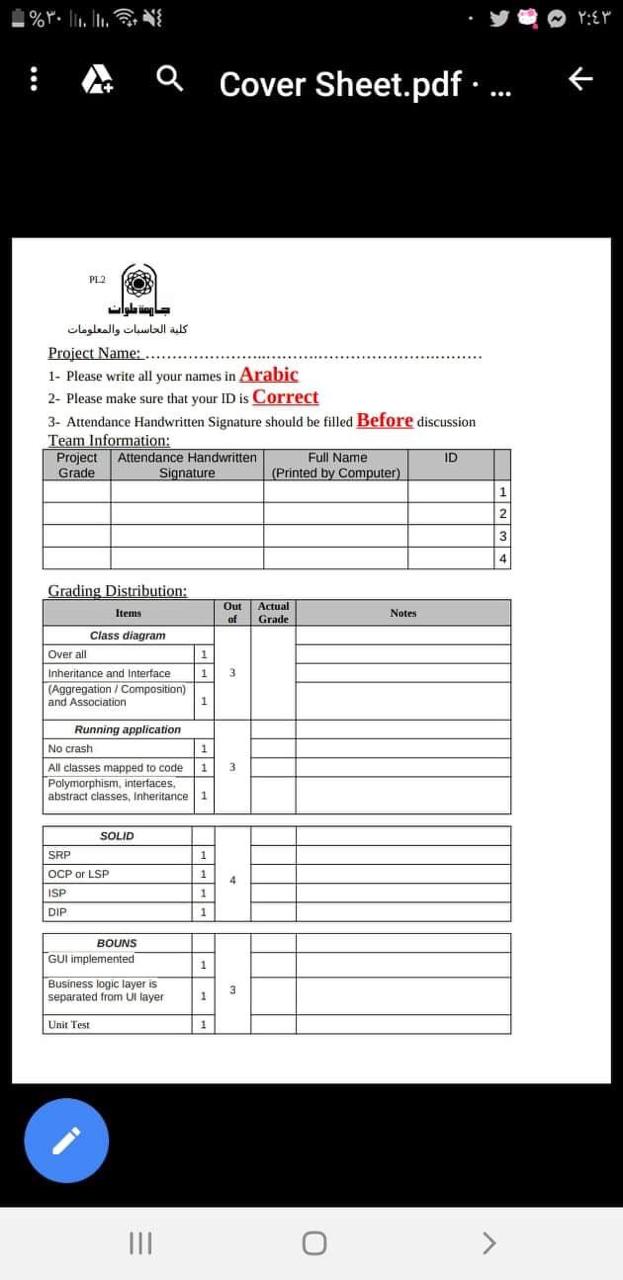 %٣٠ ٢:٤٣
Cover Sheet.pdf · ...
PL2
جامعة حلوان
كلية الحاسبات والمعلومات
Project Name: ................................................................
1- Please write all your names in Arabic
2- Please make sure that your ID is Correct
3- Attendance Handwritten Signature should be filled Before discussion
Team Information:
Project Grade Attendance Handwritten Signature Full Name (Printed by Computer) ID
1
2
3
4
Grading Distribution:
Items Out of Actual Grade Notes
Class diagram
Over all 1
Inheritance and Interface 1 3
(Aggregation / Composition)
and Association 1
Running application
No crash 1
All classes mapped to code 1 3
Polymorphism, interfaces,
abstract classes, Inheritance 1
SOLID
SRP 1
OCP or LSP 1 4
ISP 1
DIP 1
BOUNS
GUI implemented 1
Business logic layer is
separated from UI layer 1 3
Unit Test 1